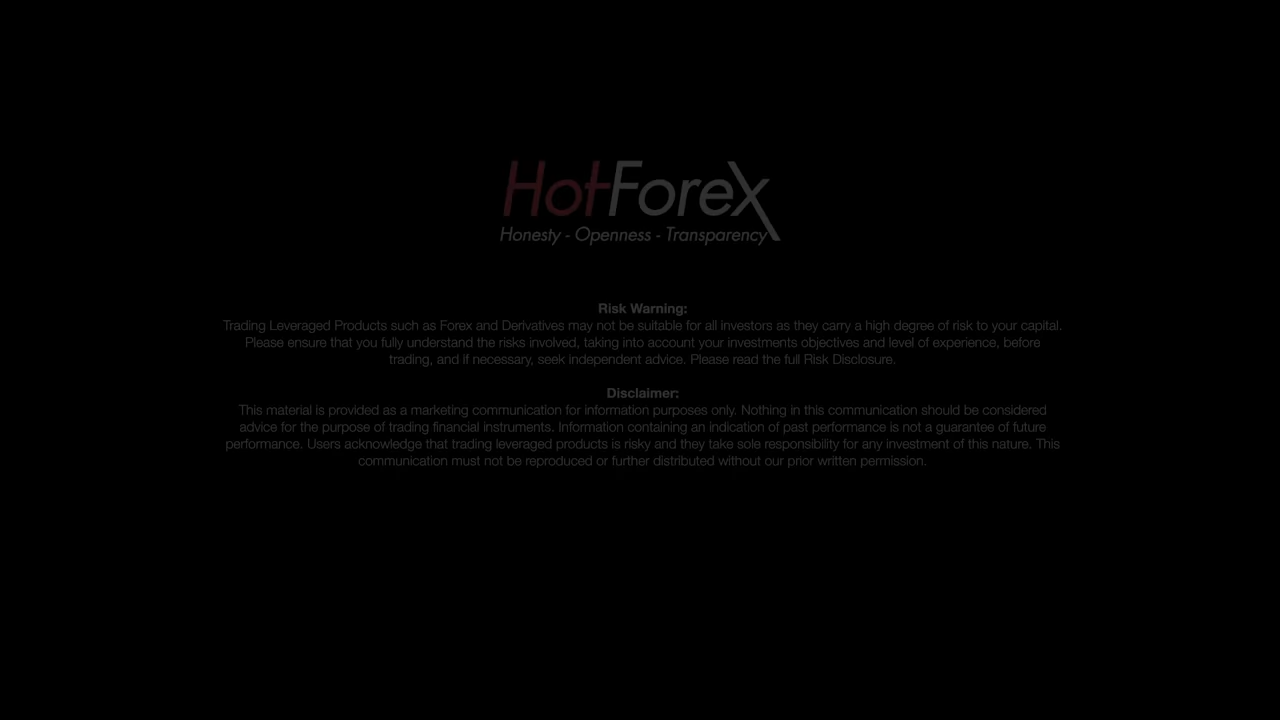 HotForex
Honesty - Openness - Transparency
Risk Warning:
Trading Leveraged Products such as Forex and Derivatives may not be suitable for all investors as they carry a high degree of risk to your capital.
Please ensure that you fully understand the risks involved, taking into account your investments objectives and level of experience, before
trading, and if necessary, seek independent advice. Please read the full Risk Disclosure.
Disclaimer:
This material is provided as a marketing communication for information purposes only. Nothing in this communication should be considered
advice for the purpose of trading financial instruments. Information containing an indication of past performance is not a guarantee of future
performance. Users acknowledge that trading leveraged products is risky and they take sole responsibility for any investment of this nature. This
communication must not be reproduced or further distributed without our prior written permission.